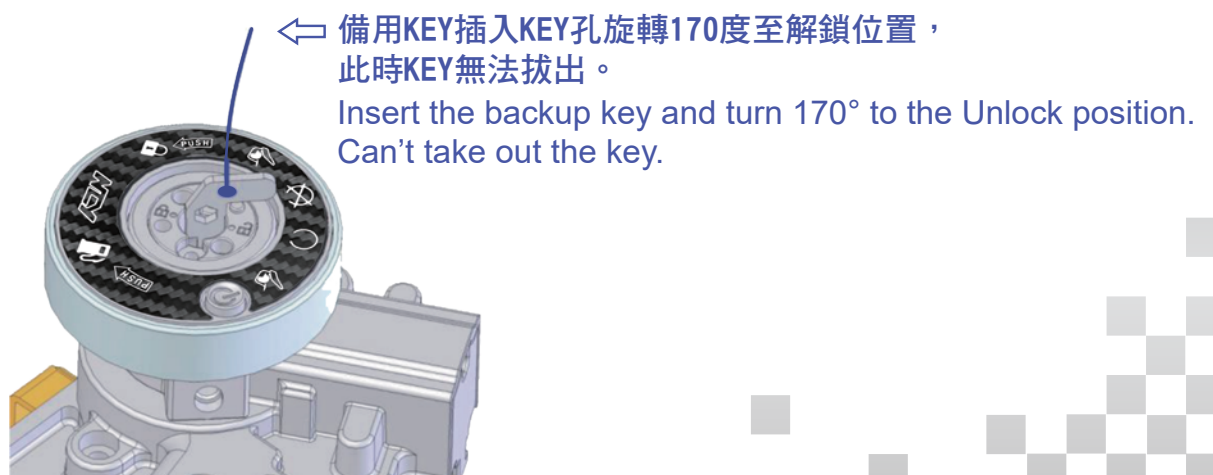 備用KEY插入KEY孔旋轉170度至解鎖位置，
此時KEY無法拔出。
Insert the backup key and turn 170° to the Unlock position.
Can’t take out the key.
PUSH
PUSH